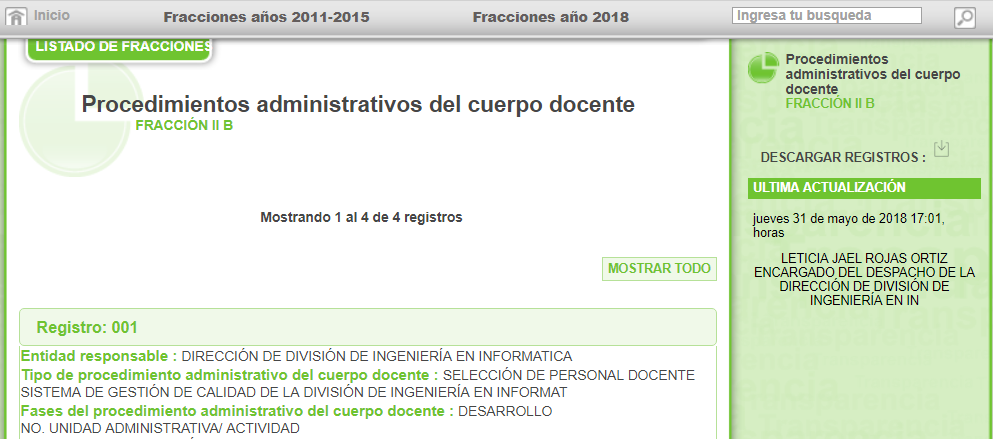 Inicio
Fracciones años 2011-2015
Fracciones año 2018
Ingresa tu busqueda
LISTADO DE FRACCIONES
Procedimientos administrativos del cuerpo docente
FRACCIÓN II B
Mostrando 1 al 4 de 4 registros
MOSTRAR TODO
Registro: 001
Entidad responsable : DIRECCIÓN DE DIVISIÓN DE INGENIERÍA EN INFORMATICA
Tipo de procedimiento administrativo del cuerpo docente : SELECCIÓN DE PERSONAL DOCENTE
SISTEMA DE GESTIÓN DE CALIDAD DE LA DIVISIÓN DE INGENIERÍA EN INFORMAT
Fases del procedimiento administrativo del cuerpo docente : DESARROLLO
NO. UNIDAD ADMINISTRATIVA/ ACTIVIDAD
Procedimientos
administrativos del cuerpo
docente
FRACCIÓN II B
DESCARGAR REGISTROS :
ULTIMA ACTUALIZACIÓN
jueves 31 de mayo de 2018 17:01,
horas
LETICIA JAEL ROJAS ORTIZ
ENCARGADO DEL DESPACHO DE LA
DIRECCIÓN DE DIVISIÓN DE
INGENIERÍA EN IN